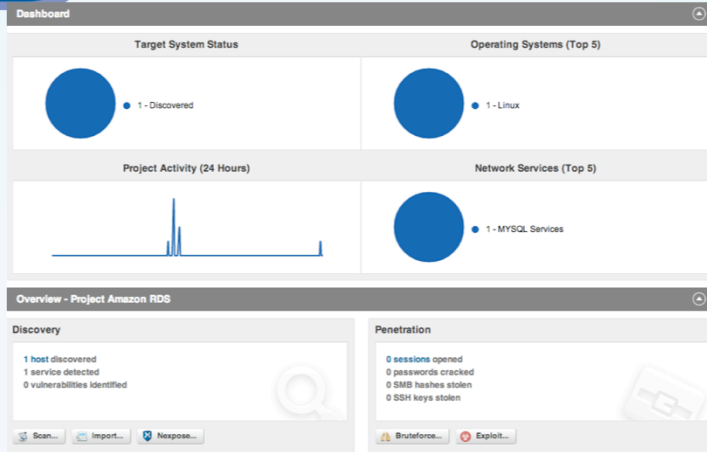 Dashboard
Target System Status
Operating Systems (Top 5)
1 - Discovered
1 - Linux
Project Activity (24 Hours)
Network Services (Top 5)
1 - MYSQL Services
Overview - Project Amazon RDS
Discovery
1 host discovered
1 service detected
0 vulnerabilities identified
Scan...
Import...
Nexpose...
Penetration
0 sessions opened
0 passwords cracked
0 SMB hashes stolen
0 SSH keys stolen
Bruteforce...
Exploit...